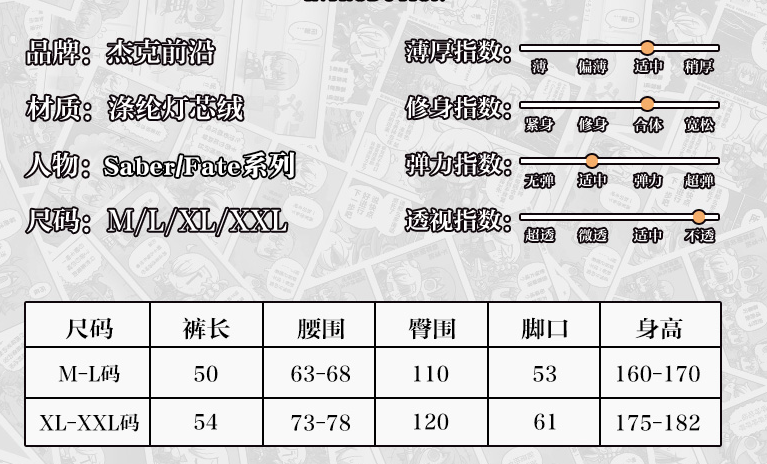 品牌：杰克前沿
薄厚指数：
薄 偏薄 适中 稍厚
材质：涤纶灯芯绒
修身指数：
紧身 修身 合体 宽松
人物：Saber/Fate系列
弹力指数：
无弹 适中 弹力 超弹
尺码：M/L/XL/XXL
透视指数：
超透 微透 适中 不透
尺码 裤长 腰围 臀围 脚口 身高
M-L码 50 63-68 110 53 160-170
XL-XXL码 54 73-78 120 61 175-182